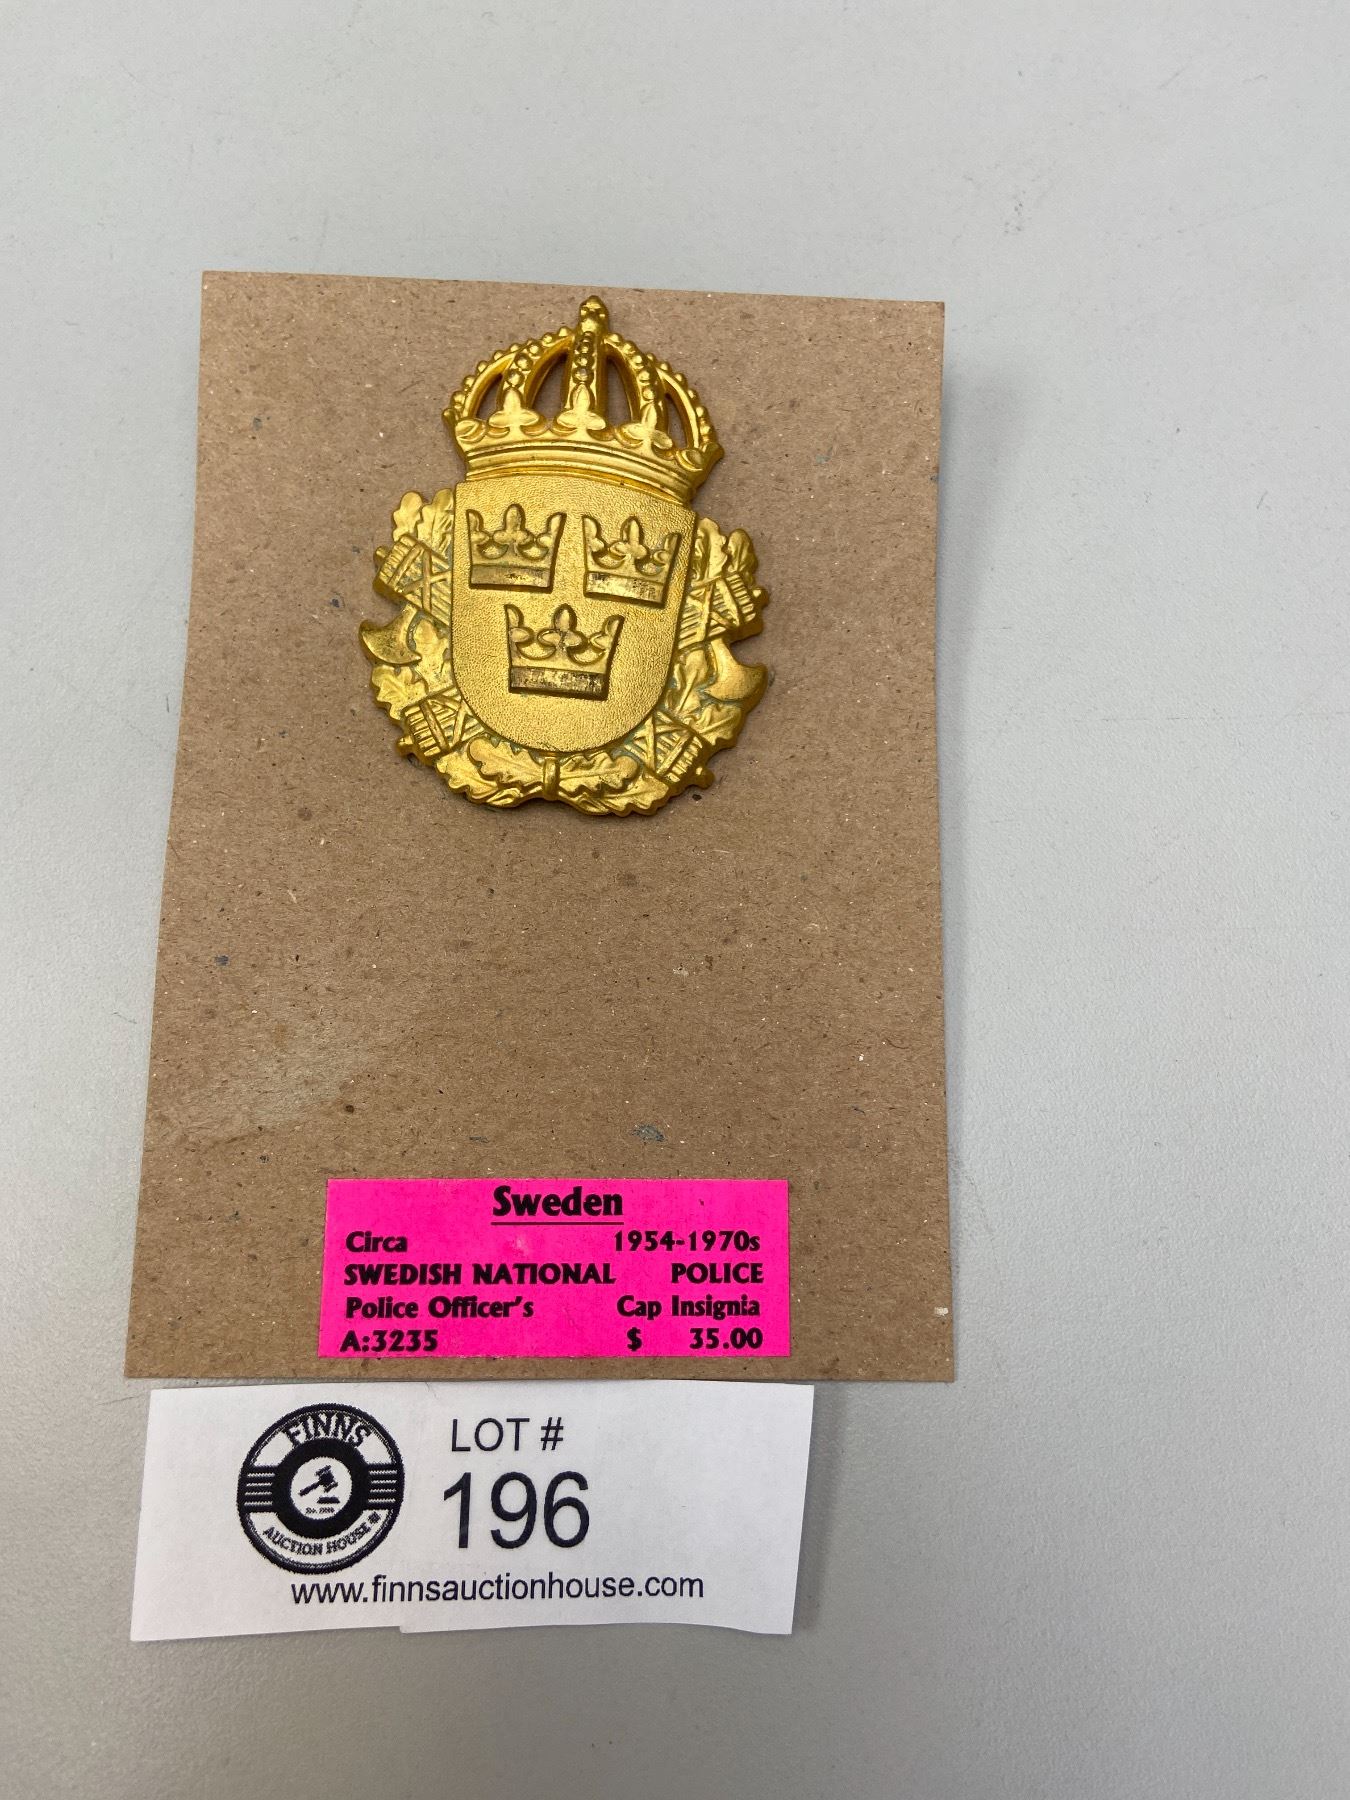 Sweden
Circa 1954-1970s
SWEDISH NATIONAL POLICE
Police Officer's Cap Insignia
A:3235 $ 35.00
FINNS
AUCTION HOUSE
LOT #
196
www.finnsauctionhouse.com